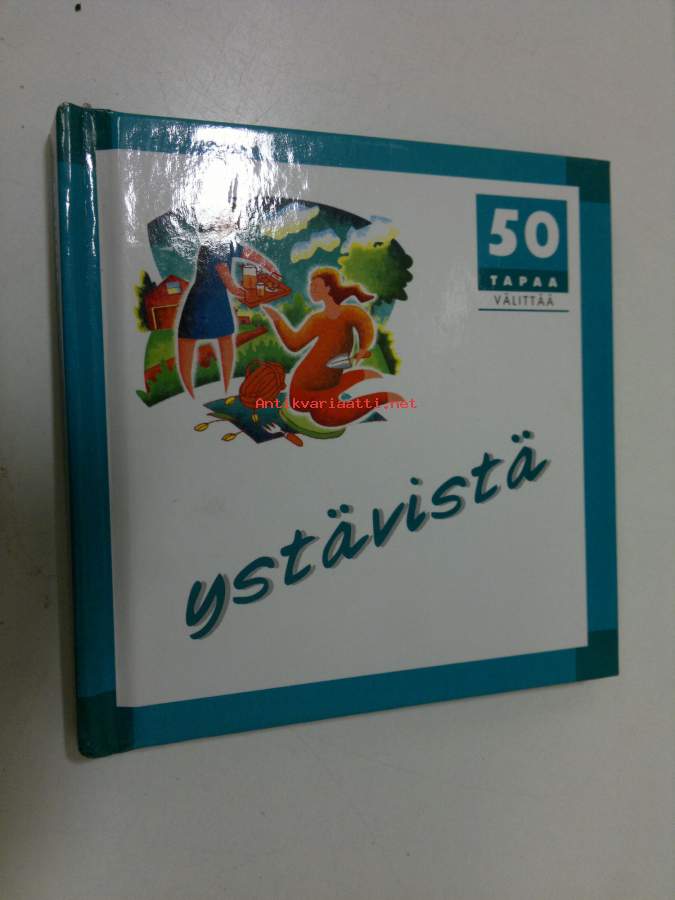 50
TAPAA
VÄLITTÄÄ
Antikvariaatti.net
ystävistä